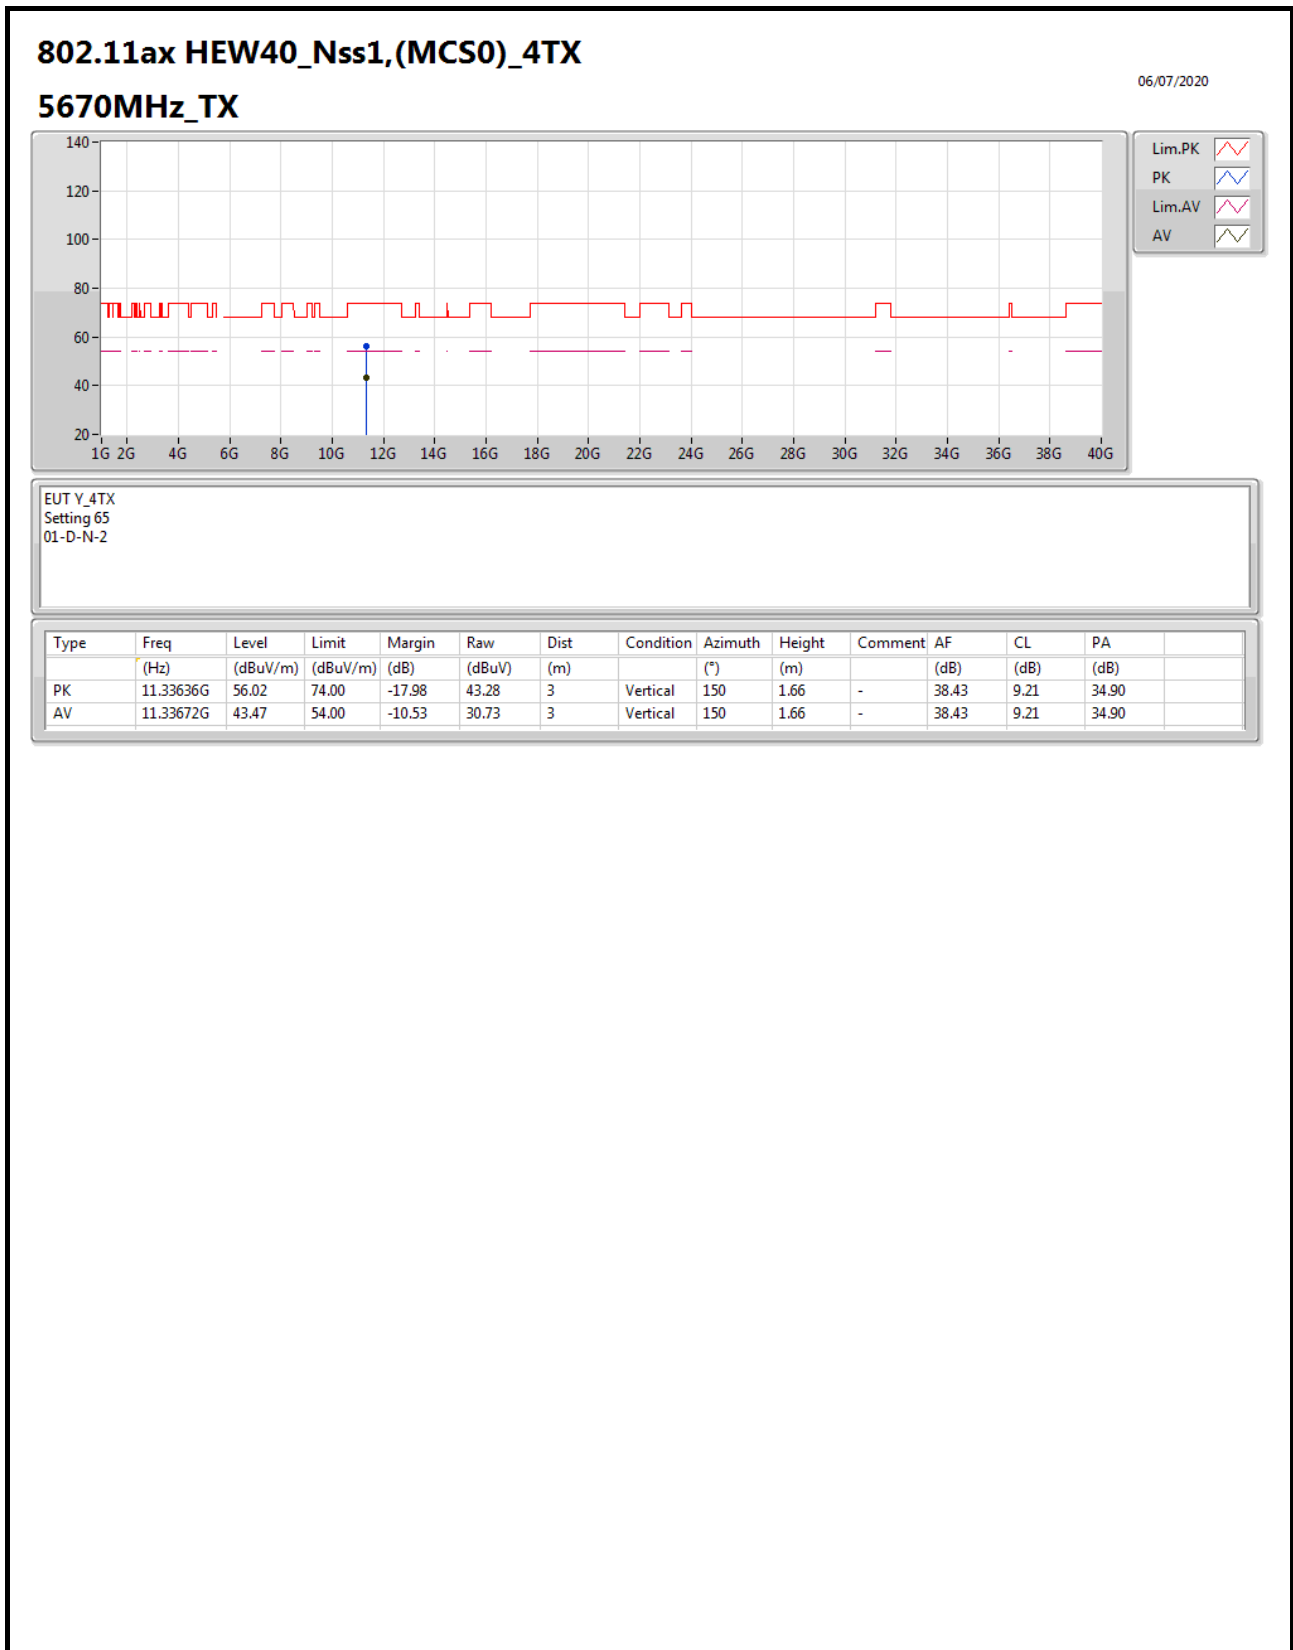 802.11ax HEW40_Nss1,(MCS0)_4TX
06/07/2020
5670MHz_TX
140
120
100
80
60
40
20
1G 2G 4G 6G 8G 10G 12G 14G 16G 18G 20G 22G 24G 26G 28G 30G 32G 34G 36G 38G 40G
Lim.PK
PK
Lim.AV
AV
EUT Y_4TX
Setting 65
01-D-N-2
Type Freq Level Limit Margin Raw Dist Condition Azimuth Height Comment AF CL PA
(Hz) (dBuV/m) (dBuV/m) (dB) (dBuV) (m) (°) (m) (dB) (dB) (dB)
PK 11.33636G 56.02 74.00 -17.98 43.28 3 Vertical 150 1.66 - 38.43 9.21 34.90
AV 11.33672G 43.47 54.00 -10.53 30.73 3 Vertical 150 1.66 - 38.43 9.21 34.90